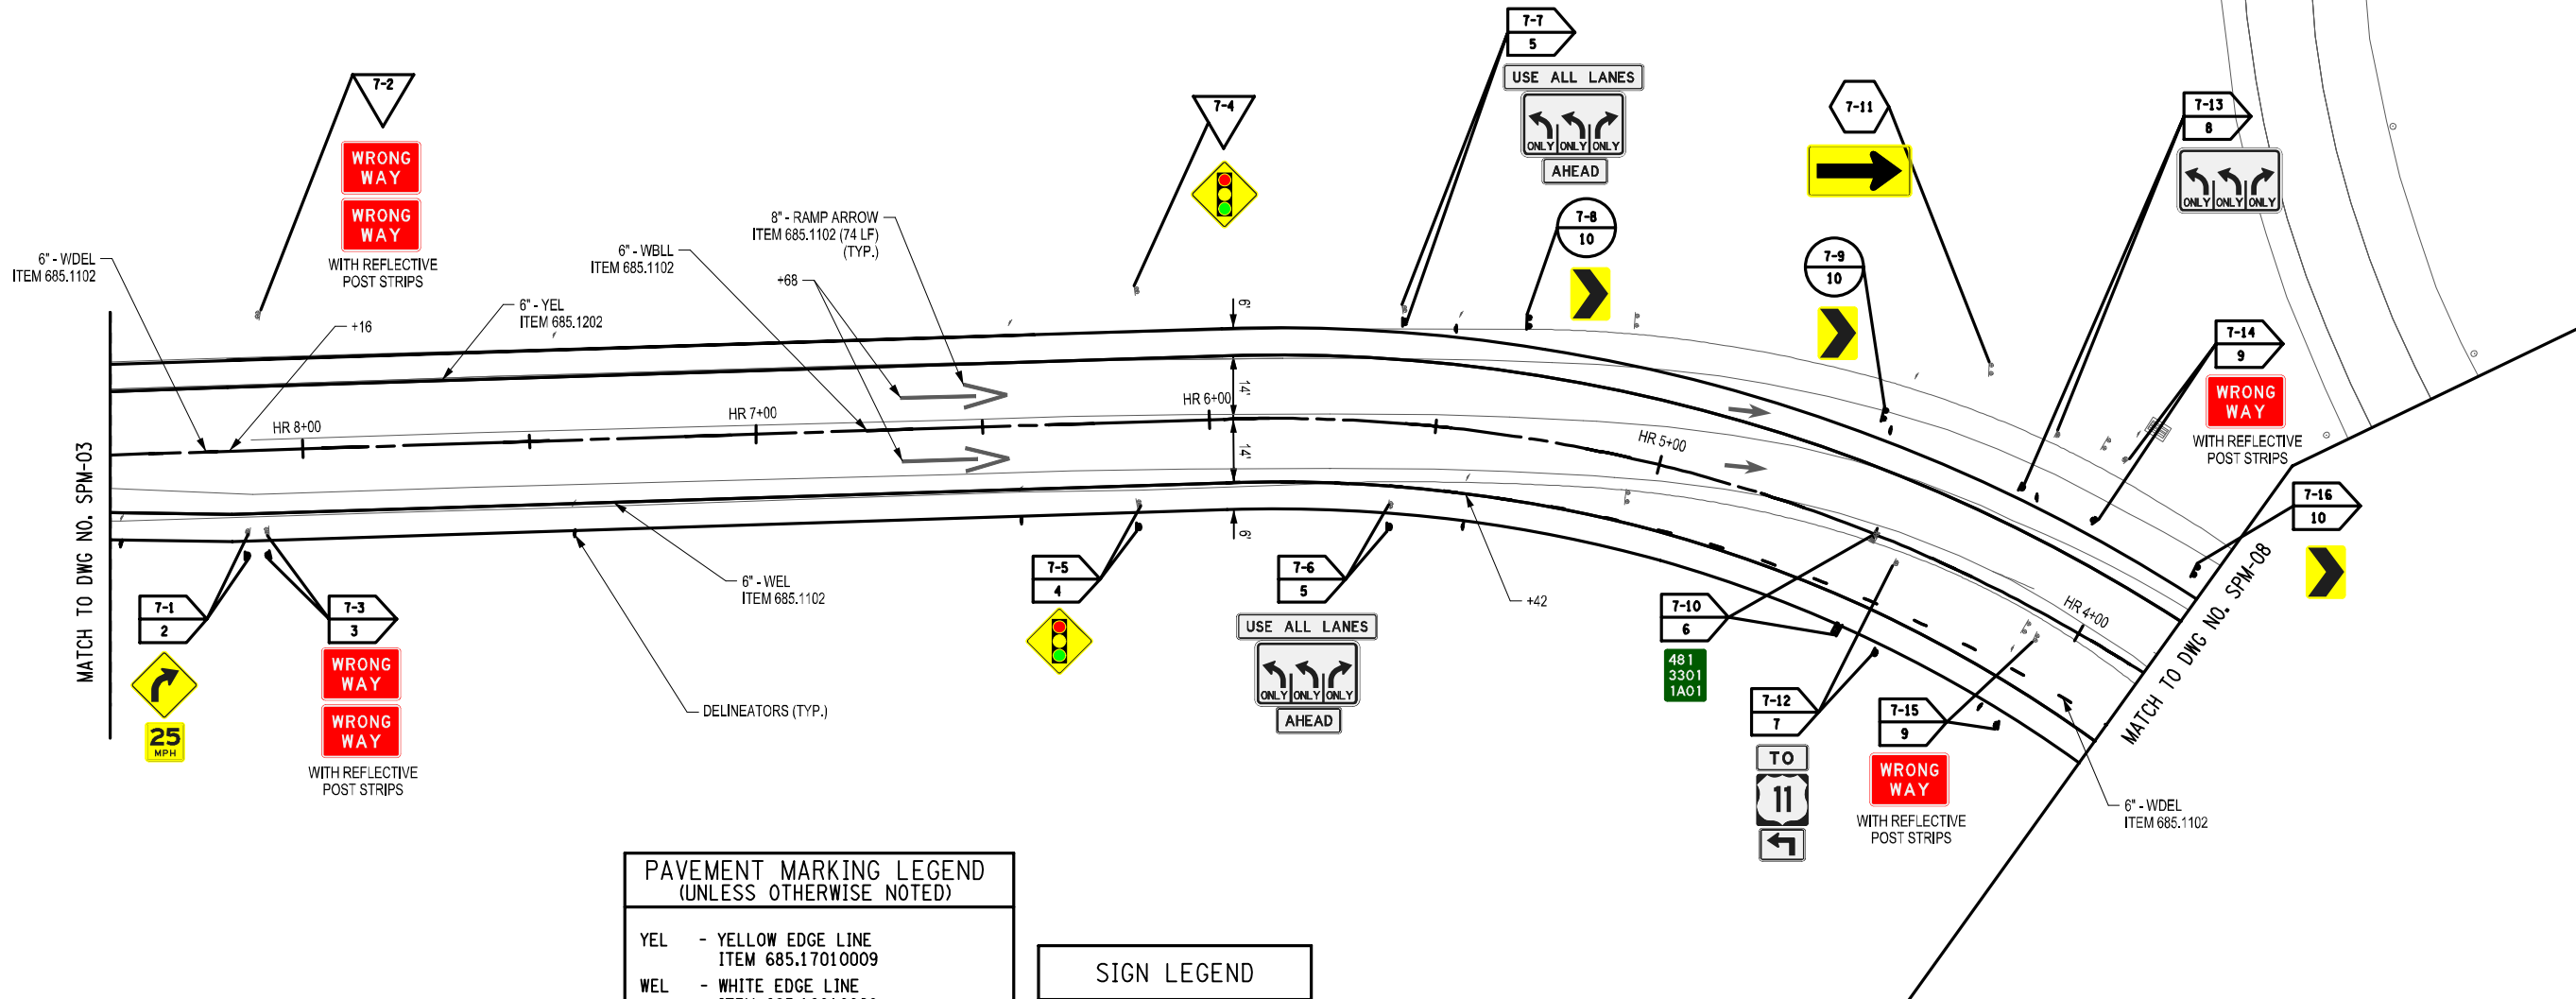 7-2
WRONG
WAY
WRONG
WAY
WITH REFLECTIVE
POST STRIPS
6" - WDEL
ITEM 685.1102
+16
6" - YEL
ITEM 685.1202
8" - RAMP ARROW
ITEM 685.1102 (74 LF)
(TYP.)
6" - WBLL
ITEM 685.1102
+68
7-4
7-7
5
USE ALL LANES
ONLY ONLY ONLY
AHEAD
7-8
10
7-9
10
7-11
7-13
8
ONLY ONLY ONLY
7-14
9
WRONG
WAY
WITH REFLECTIVE
POST STRIPS
7-16
10
6'
14'
14'
6'
HR 8+00
HR 7+00
HR 6+00
HR 5+00
HR 4+00
MATCH TO DWG NO. SPM-03
MATCH TO DWG NO. SPM-08
7-1
2
25
MPH
7-3
3
WRONG
WAY
WRONG
WAY
WITH REFLECTIVE
POST STRIPS
6" - WEL
ITEM 685.1102
DELINEATORS (TYP.)
7-5
4
7-6
5
USE ALL LANES
ONLY ONLY ONLY
AHEAD
+42
7-10
6
481
3301
1A01
7-12
7
TO
11
7-15
9
WRONG
WAY
WITH REFLECTIVE
POST STRIPS
6" - WDEL
ITEM 685.1102
PAVEMENT MARKING LEGEND
(UNLESS OTHERWISE NOTED)
YEL - YELLOW EDGE LINE
ITEM 685.17010009
WEL - WHITE EDGE LINE
SIGN LEGEND